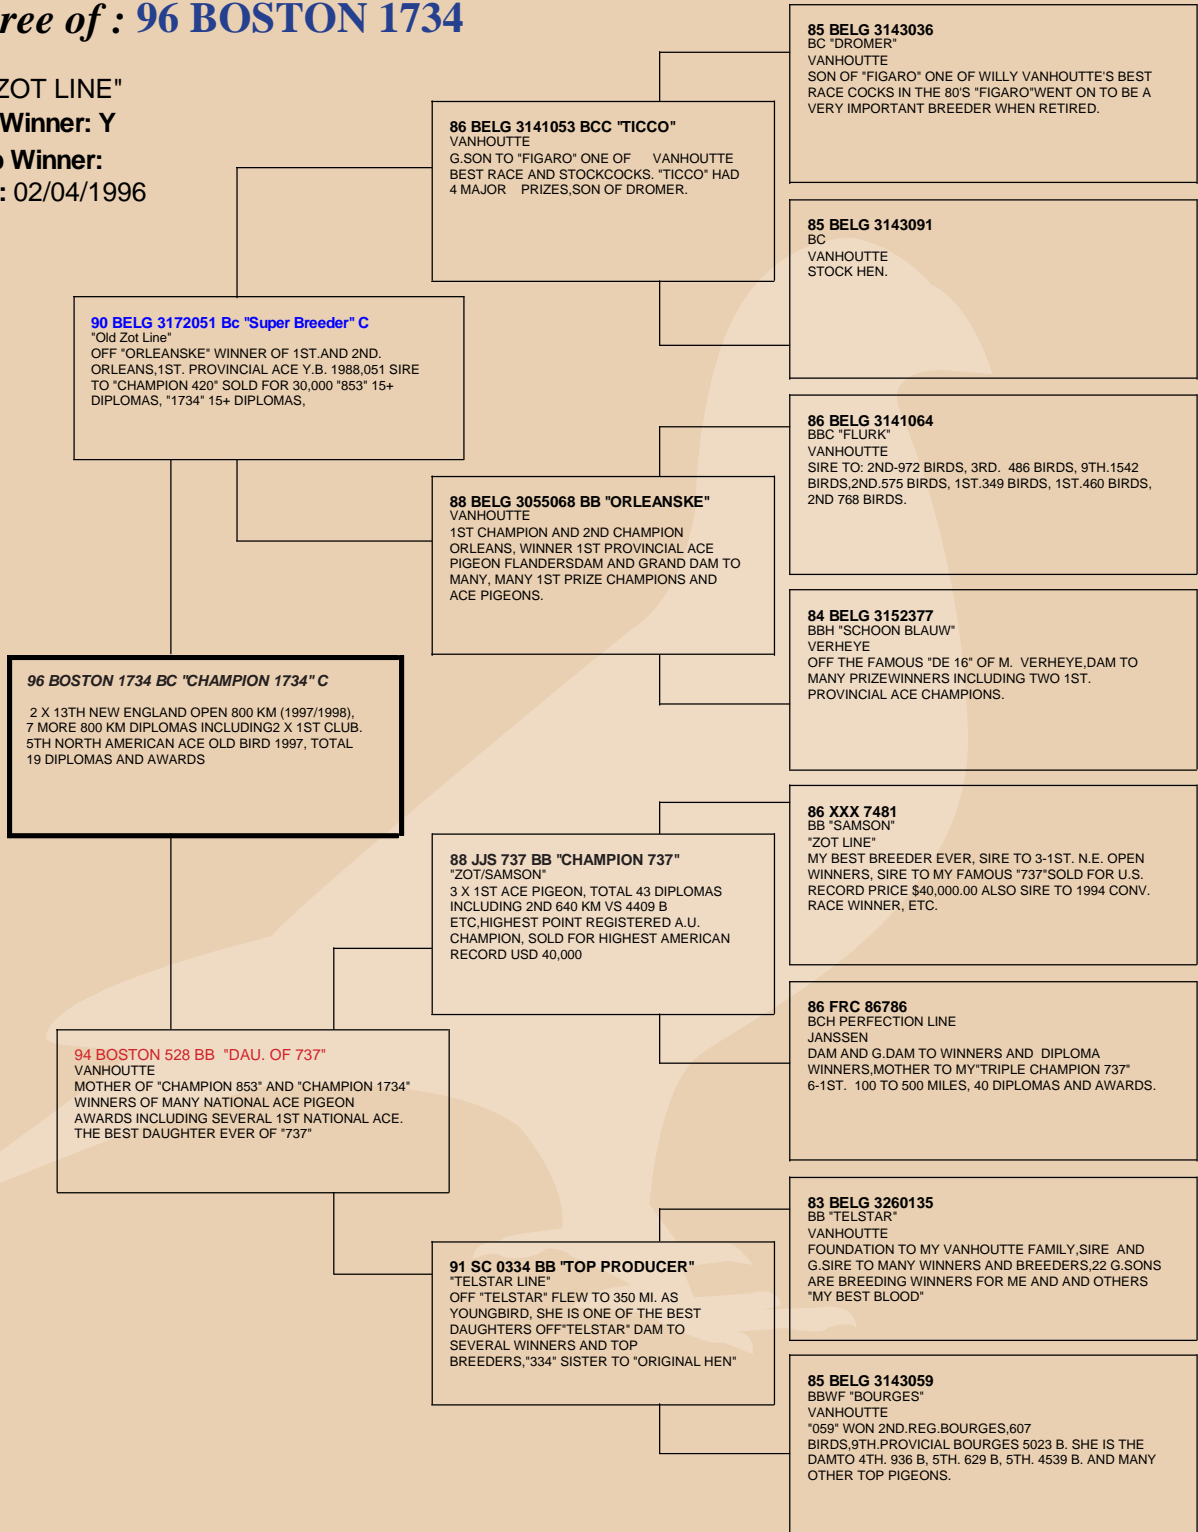 ree of : 96 BOSTON 1734
ZOT LINE"
Winner: Y
Winner:
: 02/04/1996
85 BELG 3143036
BC "DROMER"
VANHOUTTE
SON OF "FIGARO" ONE OF WILLY VANHOUTTE'S BEST
RACE COCKS IN THE 80'S "FIGARO"WENT ON TO BE A
VERY IMPORTANT BREEDER WHEN RETIRED.
86 BELG 3141053 BCC "TICCO"
VANHOUTTE
G.SON TO "FIGARO" ONE OF VANHOUTTE
BEST RACE AND STOCKCOCKS. "TICCO" HAD
4 MAJOR PRIZES,SON OF DROMER.
85 BELG 3143091
BC
VANHOUTTE
STOCK HEN.
90 BELG 3172051 Bc "Super Breeder" C
"Old Zot Line"
OFF "ORLEANSKE" WINNER OF 1ST.AND 2ND.
ORLEANS,1ST. PROVINCIAL ACE Y.B. 1988,051 SIRE
TO "CHAMPION 420" SOLD FOR 30,000 "853" 15+
DIPLOMAS, "1734" 15+ DIPLOMAS,
86 BELG 3141064
BBC "FLURK"
VANHOUTTE
SIRE TO: 2ND-972 BIRDS, 3RD. 486 BIRDS, 9TH.1542
BIRDS,2ND.575 BIRDS, 1ST.349 BIRDS, 1ST.460 BIRDS,
2ND 768 BIRDS.
88 BELG 3055068 BB "ORLEANSKE"
VANHOUTTE
1ST CHAMPION AND 2ND CHAMPION
ORLEANS, WINNER 1ST PROVINCIAL ACE
PIGEON FLANDERSDAM AND GRAND DAM TO
MANY, MANY 1ST PRIZE CHAMPIONS AND
ACE PIGEONS.
84 BELG 3152377
BBH "SCHOON BLAUW"
VERHEYE
OFF THE FAMOUS "DE 16" OF M. VERHEYE,DAM TO
MANY PRIZEWINNERS INCLUDING TWO 1ST.
PROVINCIAL ACE CHAMPIONS.
96 BOSTON 1734 BC "CHAMPION 1734" C
2 X 13TH NEW ENGLAND OPEN 800 KM (1997/1998),
7 MORE 800 KM DIPLOMAS INCLUDING2 X 1ST CLUB.
5TH NORTH AMERICAN ACE OLD BIRD 1997, TOTAL
19 DIPLOMAS AND AWARDS
86 XXX 7481
BB "SAMSON"
"ZOT LINE"
MY BEST BREEDER EVER, SIRE TO 3-1ST. N.E. OPEN
WINNERS, SIRE TO MY FAMOUS "737"SOLD FOR U.S.
RECORD PRICE $40,000.00 ALSO SIRE TO 1994 CONV.
RACE WINNER, ETC.
88 JJS 737 BB "CHAMPION 737"
"ZOT/SAMSON"
3 X 1ST ACE PIGEON, TOTAL 43 DIPLOMAS
INCLUDING 2ND 640 KM VS 4409 B
ETC,HIGHEST POINT REGISTERED A.U.
CHAMPION, SOLD FOR HIGHEST AMERICAN
RECORD USD 40,000
86 FRC 86786
BCH PERFECTION LINE
JANSSEN
DAM AND G.DAM TO WINNERS AND DIPLOMA
WINNERS,MOTHER TO MY"TRIPLE CHAMPION 737"
6-1ST. 100 TO 500 MILES, 40 DIPLOMAS AND AWARDS.
94 BOSTON 528 BB "DAU. OF 737"
VANHOUTTE
MOTHER OF "CHAMPION 853" AND "CHAMPION 1734"
WINNERS OF MANY NATIONAL ACE PIGEON
AWARDS INCLUDING SEVERAL 1ST NATIONAL ACE.
THE BEST DAUGHTER EVER OF "737"
83 BELG 3260135
BB "TELSTAR"
VANHOUTTE
FOUNDATION TO MY VANHOUTTE FAMILY,SIRE AND
G.SIRE TO MANY WINNERS AND BREEDERS,22 G.SONS
ARE BREEDING WINNERS FOR ME AND AND OTHERS
"MY BEST BLOOD"
91 SC 0334 BB "TOP PRODUCER"
"TELSTAR LINE"
OFF "TELSTAR" FLEW TO 350 MI. AS
YOUNGBIRD, SHE IS ONE OF THE BEST
DAUGHTERS OFF"TELSTAR" DAM TO
SEVERAL WINNERS AND TOP
BREEDERS,"334" SISTER TO "ORIGINAL HEN"
85 BELG 3143059
BBWF "BOURGES"
VANHOUTTE
"059" WON 2ND.REG.BOURGES,607
BIRDS,9TH.PROVICIAL BOURGES 5023 B. SHE IS THE
DAMTO 4TH. 936 B, 5TH. 629 B, 5TH. 4539 B. AND MANY
OTHER TOP PIGEONS.